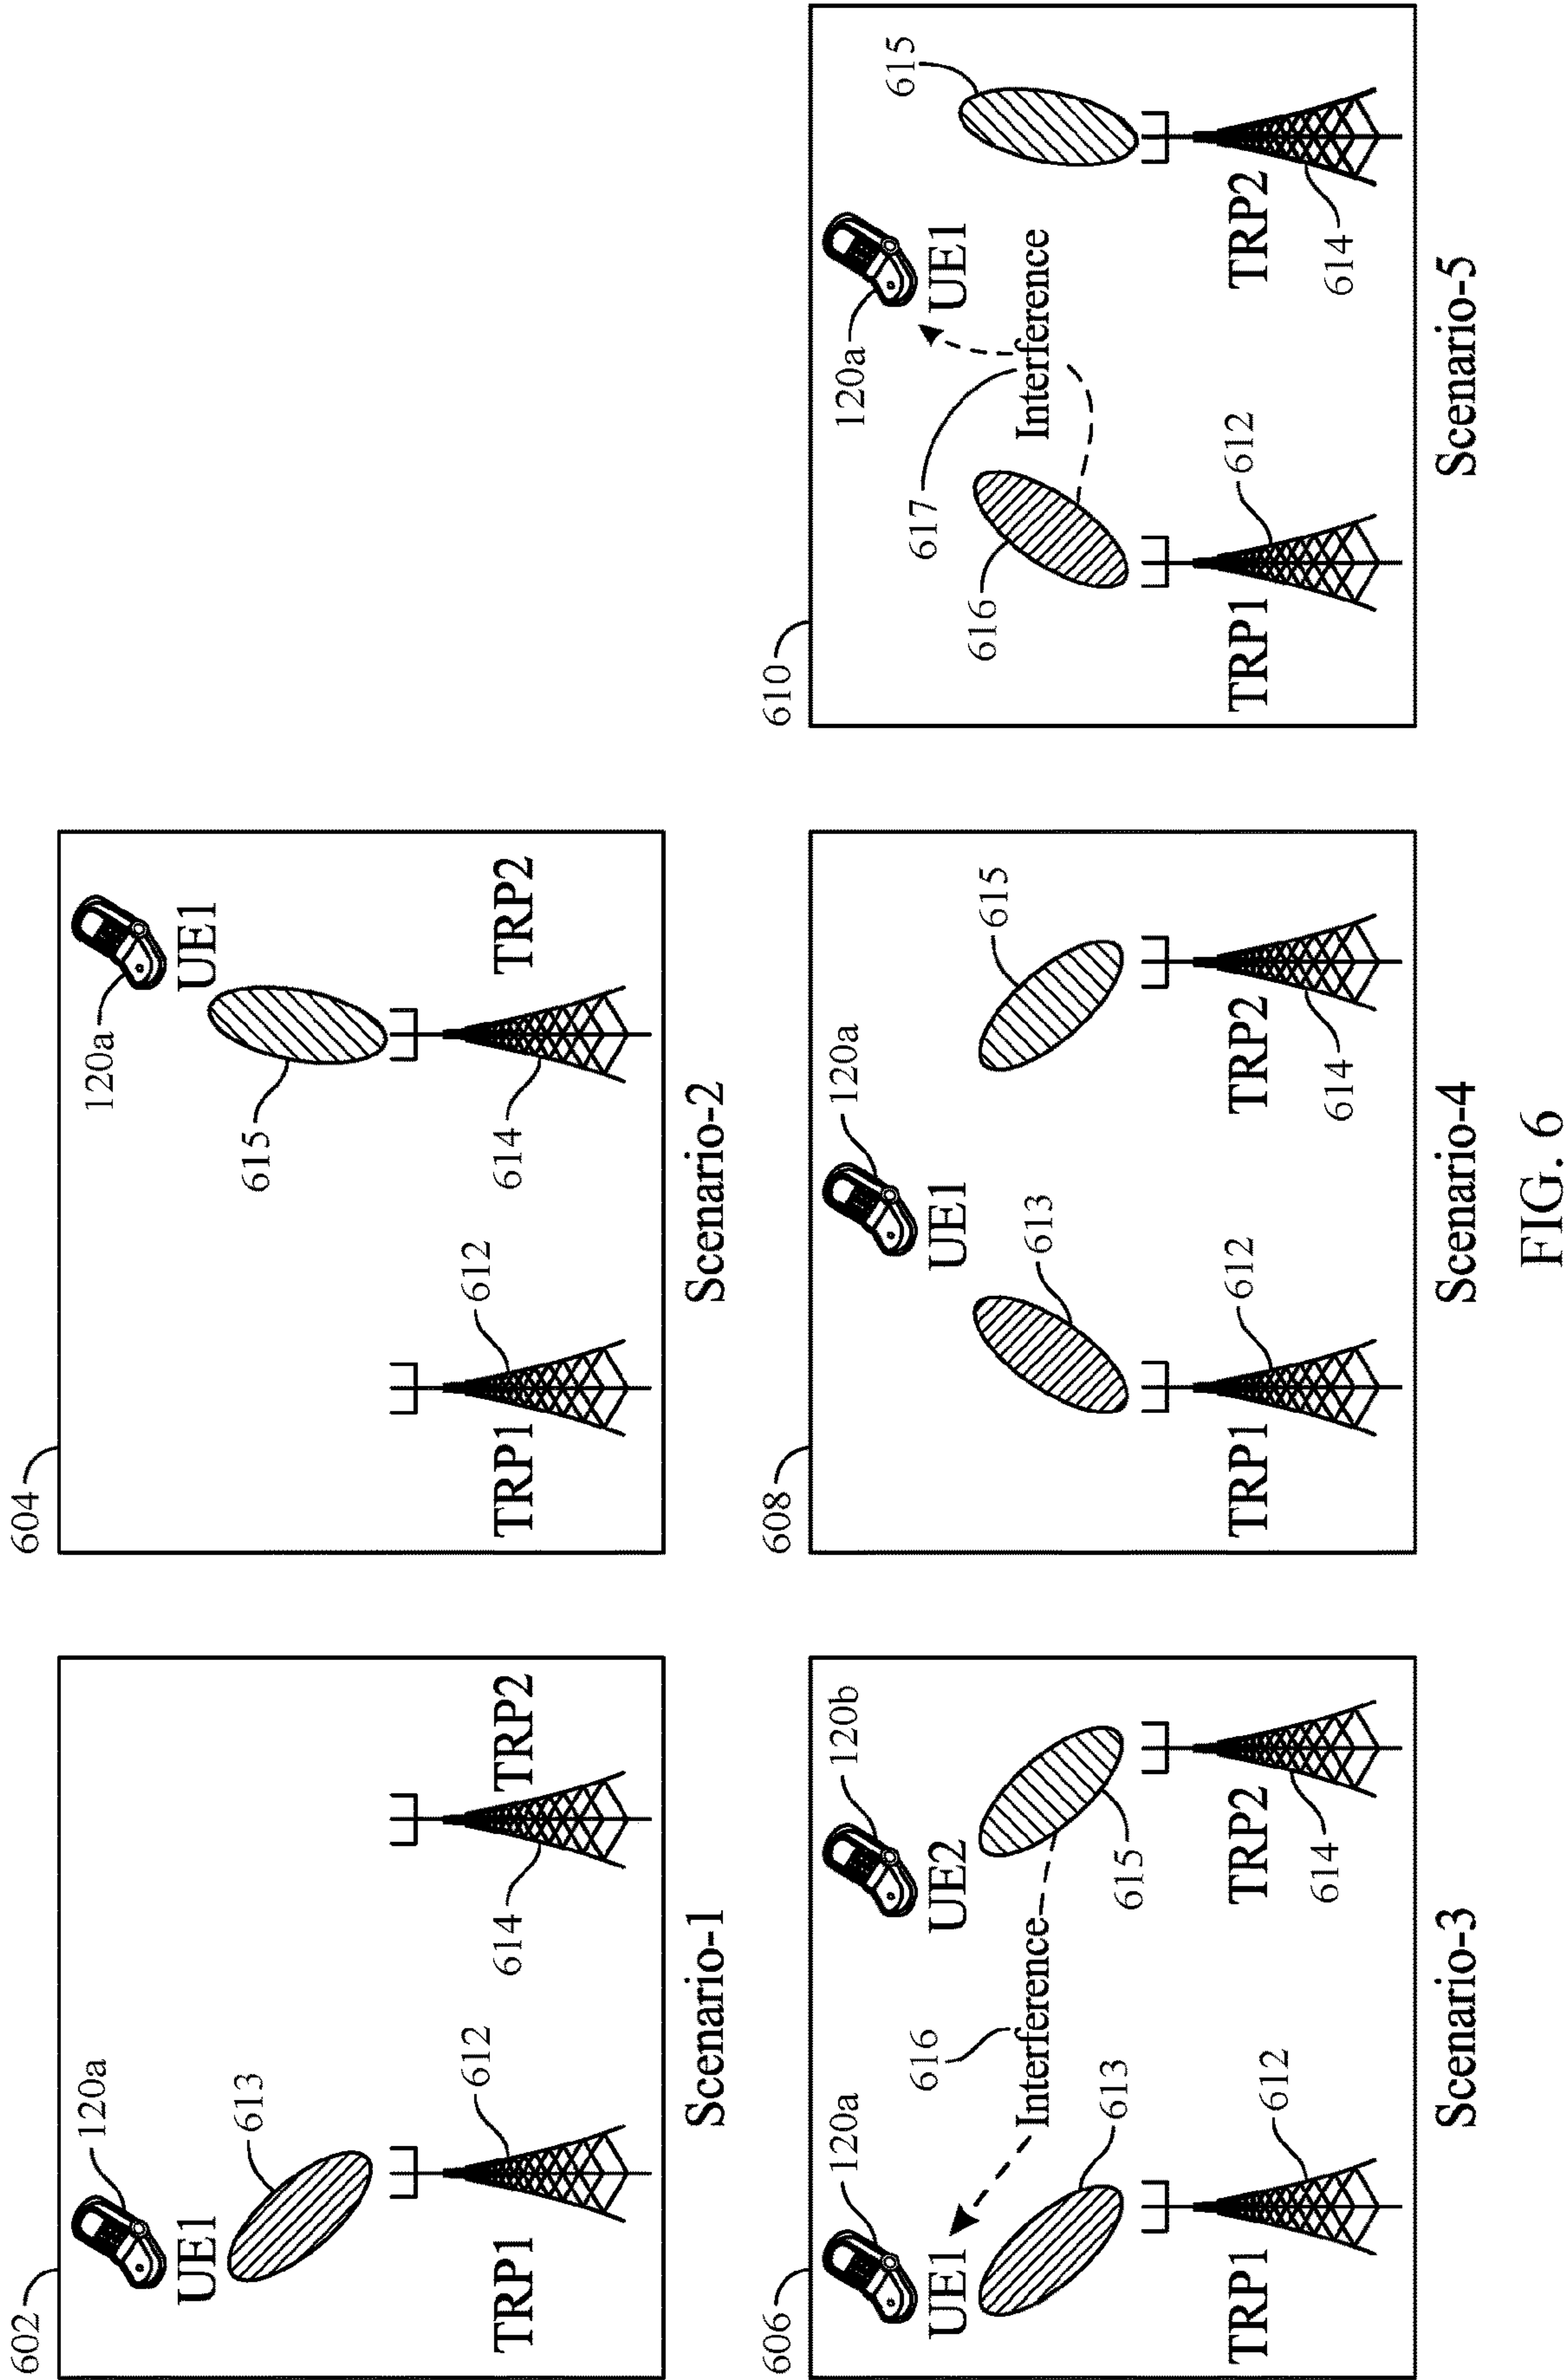 602
120a
UE1
613
612
TRP1
614
TRP2
Scenario-1
604
120a
UE1
615
612
TRP1
614
TRP2
Scenario-2
606
120a
UE1
616
Interference
613
120b
UE2
615
612
TRP1
TRP2
614
Scenario-3
608
120a
UE1
613
615
612
TRP1
TRP2
614
Scenario-4
610
120a
UE1
615
617
Interference
616
612
TRP1
TRP2
614
Scenario-5
FIG. 6